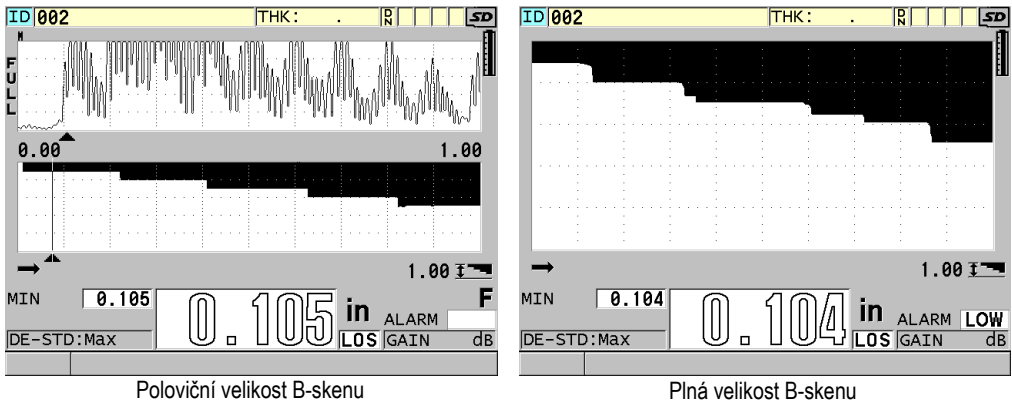 ID 002 THK: . DN SD
M
FULL
0.00 1.00
1.00
MIN 0.105 0.105 in F
ALARM
DE-STD:Max LOS GAIN dB
Poloviční velikost B-skenu
ID 002 THK: . DN SD
1.00
MIN 0.104 0.104 in
ALARM LOW
DE-STD:Max LOS GAIN dB
Plná velikost B-skenu